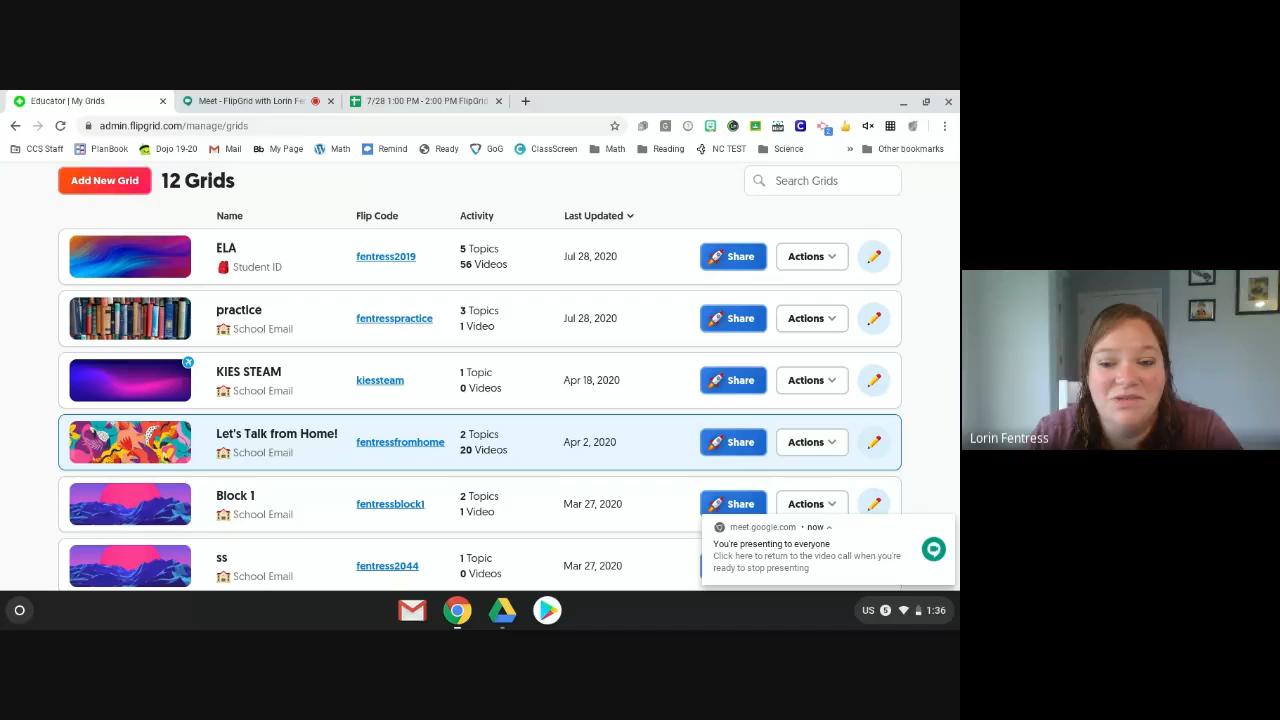 Educator | My Grids
Meet - FlipGrid with Lorin Fe
7/28 1:00 PM - 2:00 PM FlipGrid
admin.flipgrid.com/manage/grids
CCS Staff
PlanBook
Dojo 19-20
Mail
Bb My Page
Math
Remind
Ready
GoG
ClassScreen
Math
Reading
NC TEST
Science
» Other bookmarks
Add New Grid
12 Grids
Search Grids
Name Flip Code Activity Last Updated
ELA
Student ID
fentress2019
5 Topics
56 Videos
Jul 28, 2020
Share
Actions
practice
School Email
fentresspractice
3 Topics
1 Video
Jul 28, 2020
Share
Actions
KIES STEAM
School Email
kiessteam
1 Topic
0 Videos
Apr 18, 2020
Share
Actions
Let's Talk from Home!
School Email
fentressfromhome
2 Topics
20 Videos
Apr 2, 2020
Share
Actions
Block 1
School Email
fentressblock1
2 Topics
1 Video
Mar 27, 2020
Share
Actions
ss
School Email
fentress2044
1 Topic
0 Videos
Mar 27, 2020
meet.google.com • now
You're presenting to everyone
Click here to return to the video call when you're
ready to stop presenting
US 5 1:36
Lorin Fentress